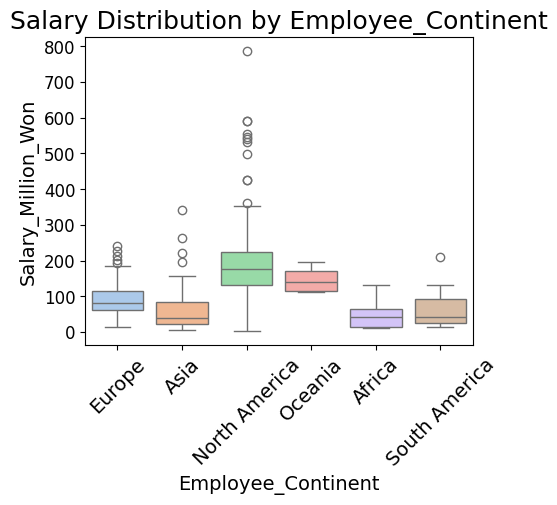 Salary Distribution by Employee_Continent
800
700
600
500
400
300
200
100
0
Salary_Million_Won
Europe
Asia
North America
Oceania
Africa
South America
Employee_Continent